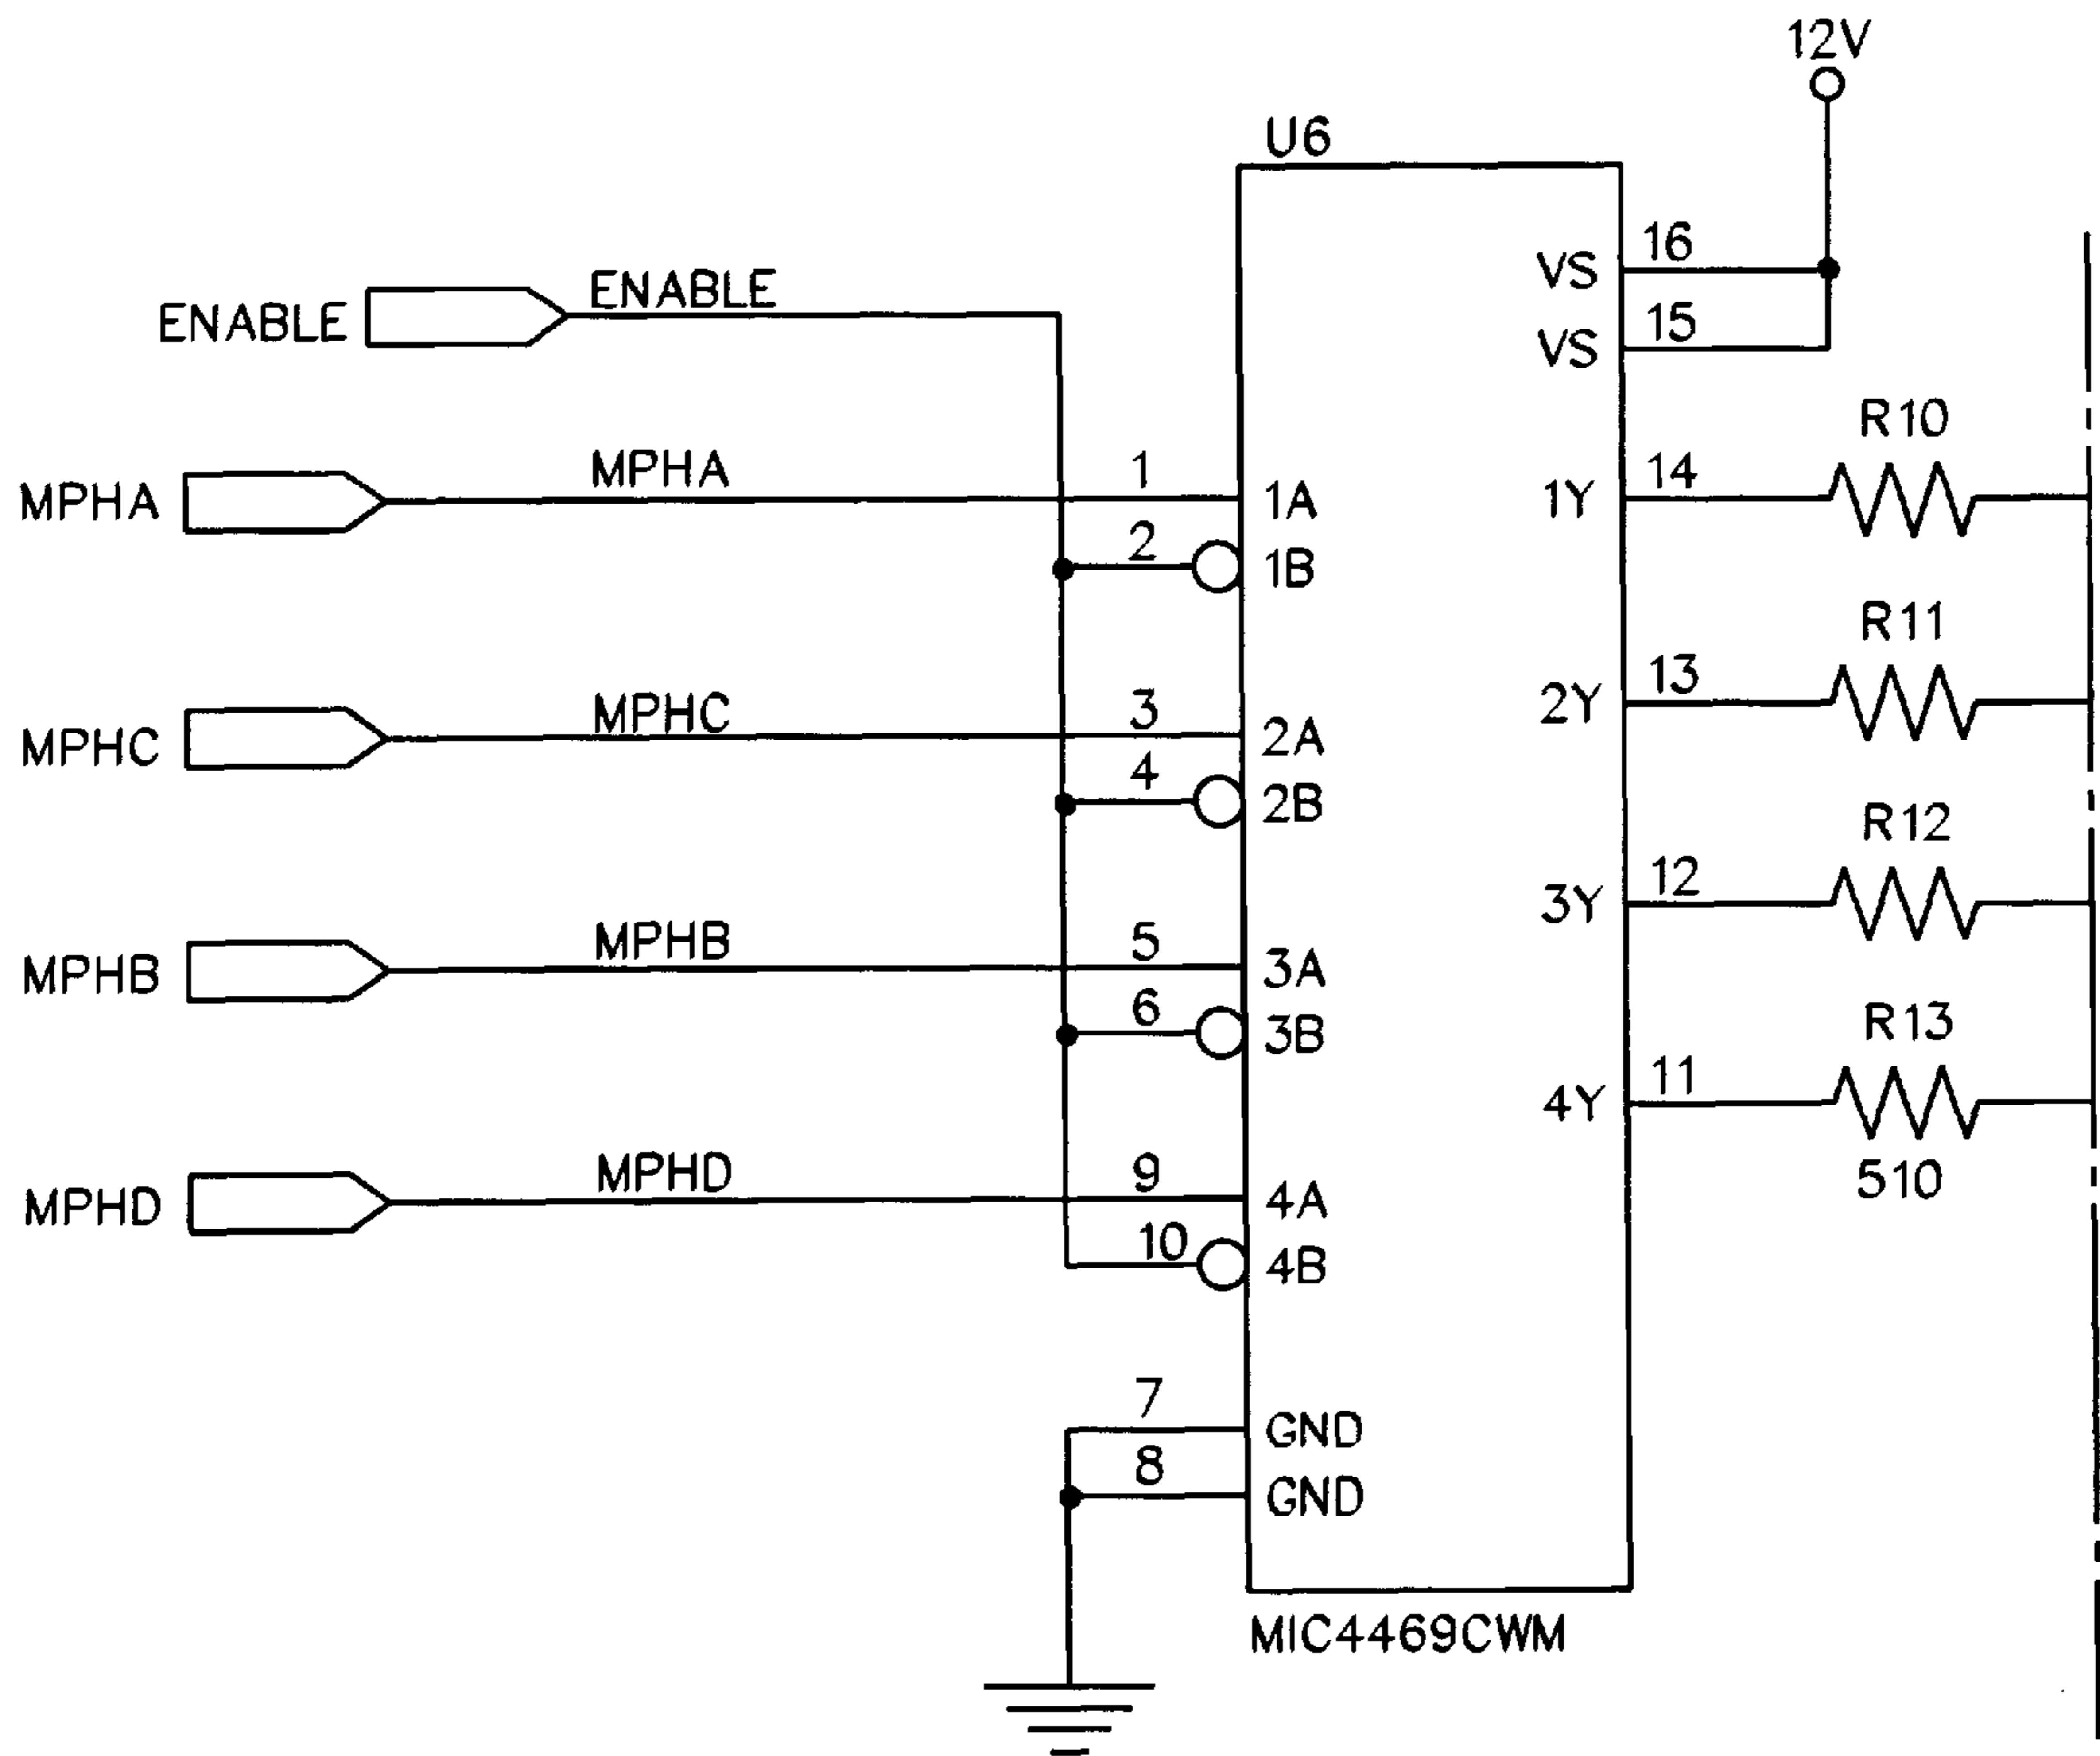 12V
U6
VS 16
VS 15
ENABLE ENABLE
R10
MPHA MPHA 1 1A 1Y 14
2 1B
R11
MPHC MPHC 3 2A 2Y 13
4 2B
R12
MPHB MPHB 5 3A 3Y 12
6 3B
R13
MPHD MPHD 9 4A 4Y 11
510
10 4B
7 GND
8 GND
MIC4469CWM